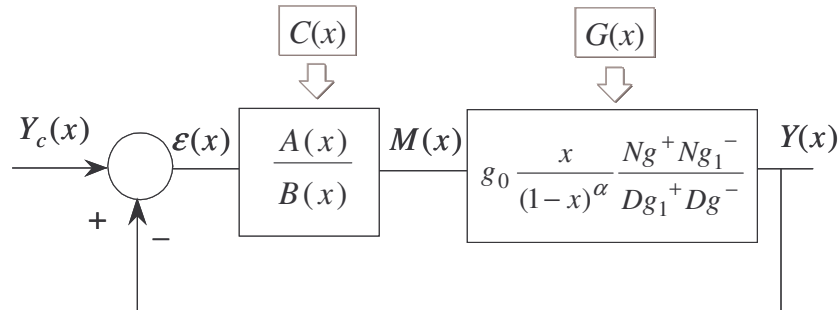 C(x)
G(x)
Y_c(x)
ε(x)
A(x)
B(x)
M(x)
g_0 x/(1−x)^α Ng^+ Ng_1^−/Dg_1^+ Dg^−
Y(x)
+
−